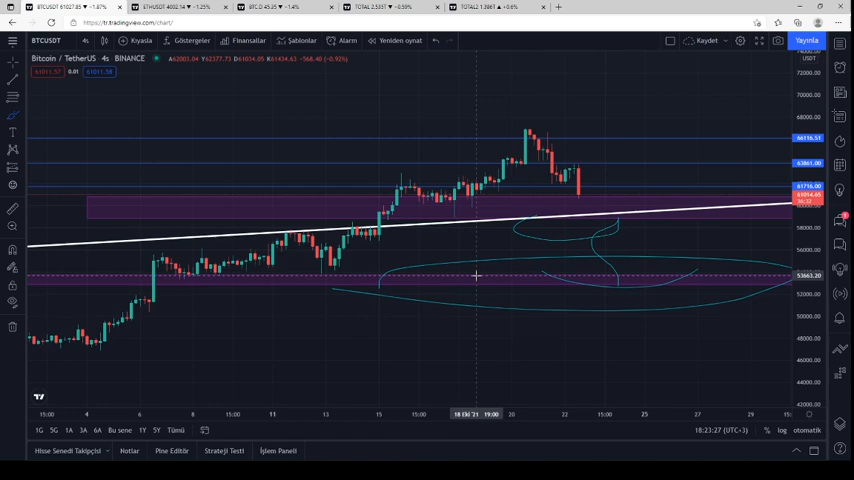 BTCUSDT 61027.85 ▼ −1.87%
ETHUSDT 4002.14 ▼ −1.25%
BTC.D 45.25 ▼ −1.4%
TOTAL 2.535T ▼ −0.59%
TOTAL2 1.386T ▲ +0.6%
https://tr.tradingview.com/chart/
BTCUSDT 4s Kıyasla Göstergeler Finansallar Şablonlar Alarm Yeniden oynat Kaydet Yayınla
Bitcoin / TetherUS 4s BINANCE A62003.04 Y62377.73 D61034.05 K61434.63 −568.40 (−0.92%)
61011.57 0.01 61011.58
USDT
74000.00
72000.00
70000.00
68000.00
66116.51
63861.00
61716.00
61014.65
36:32
60000.00
58000.00
56000.00
53663.20
52000.00
50000.00
48000.00
46000.00
44000.00
42000.00
15:00 4 6 8 15:00 11 13 15 15:00 18 Eki '21 19:00 20 22 15:00 25 27 29 15:
1G 5G 1A 3A 6A Bu sene 1Y 5Y Tümü 18:23:27 (UTC+3) % log otomatik
Hisse Senedi Takipçisi Notlar Pine Editör Strateji Testi İşlem Paneli